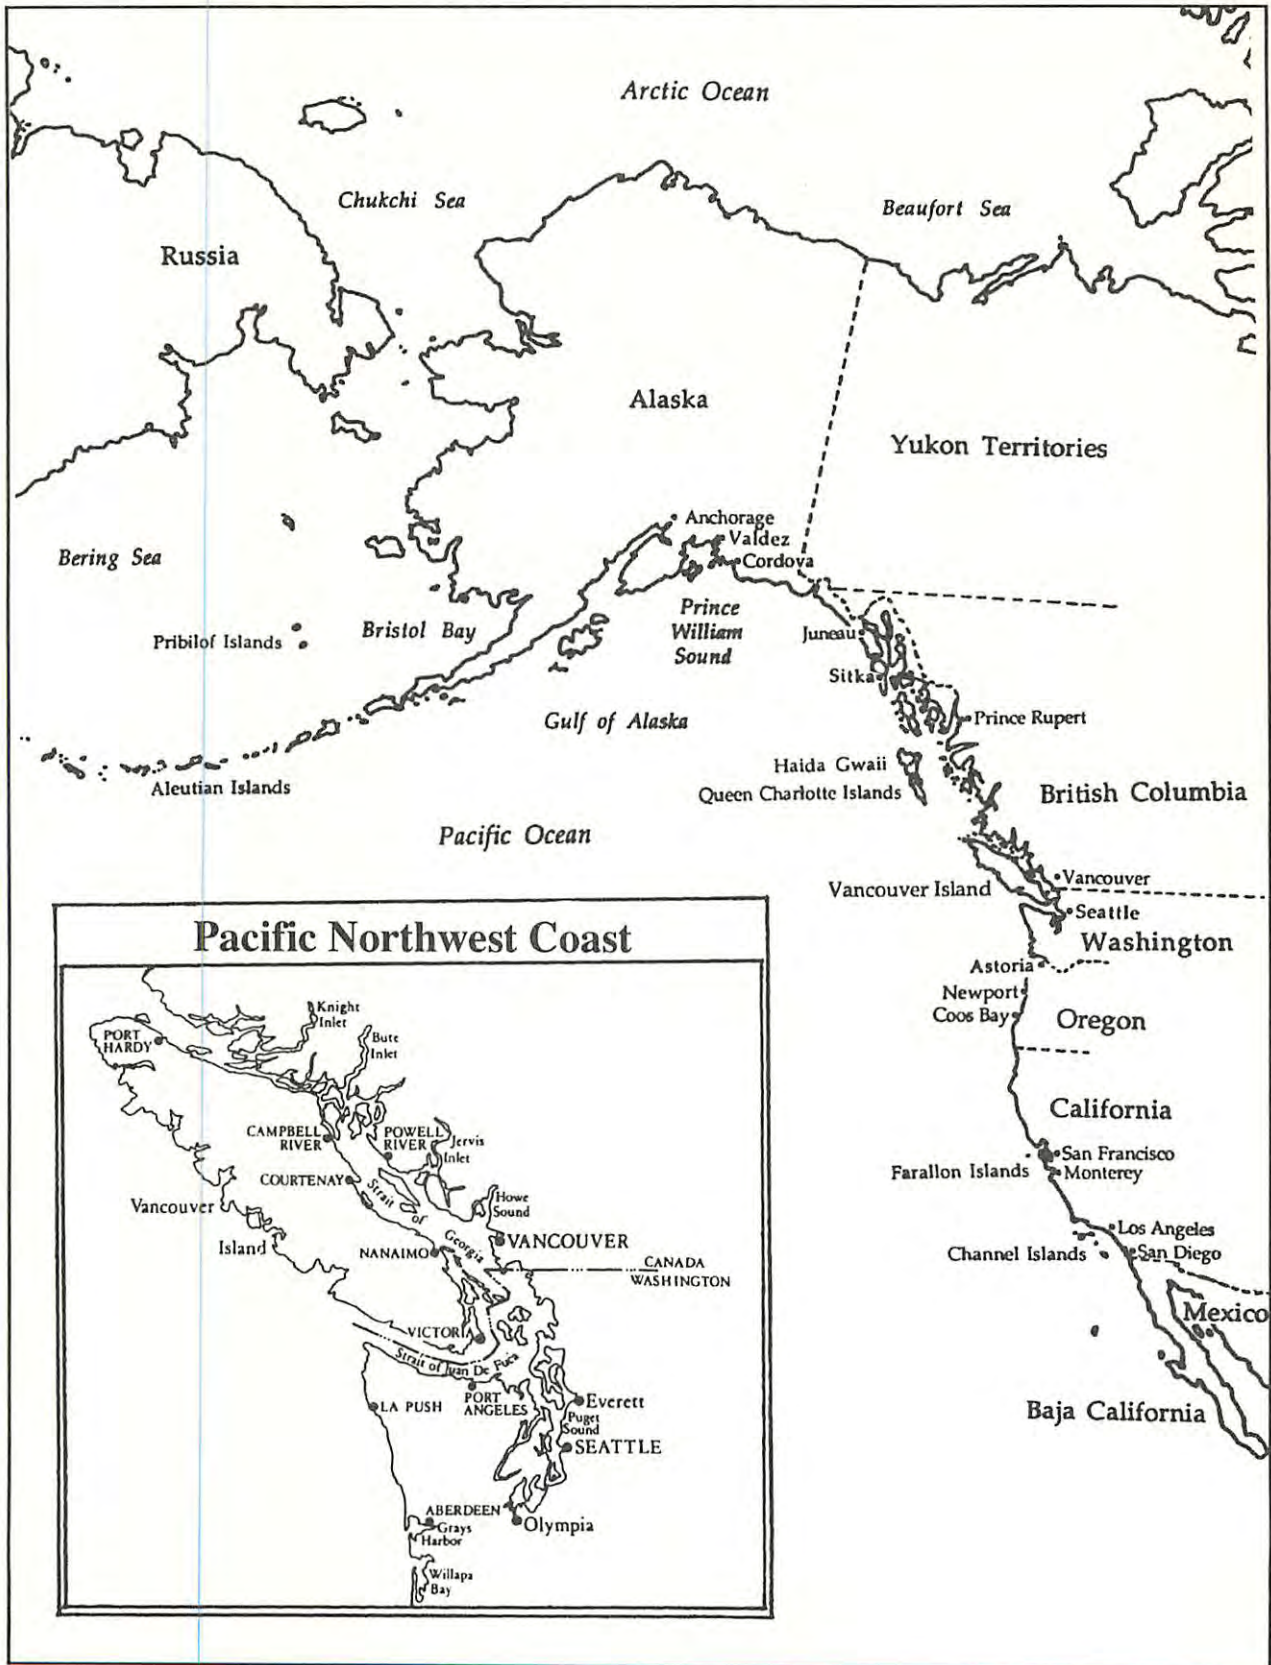 Arctic Ocean
Chukchi Sea
Beaufort Sea
Russia
Alaska
Yukon Territories
Anchorage
Valdez
Cordova
Bering Sea
Prince
William
Sound
Bristol Bay
Pribilof Islands
Juneau
Sitka
Gulf of Alaska
Prince Rupert
Haida Gwaii
Queen Charlotte Islands
Aleutian Islands
British Columbia
Pacific Ocean
Vancouver
Vancouver Island
Seattle
Washington
Astoria
Newport
Coos Bay
Oregon
California
San Francisco
Farallon Islands
Monterey
Los Angeles
Channel Islands
San Diego
Mexico
Baja California
Pacific Northwest Coast
Knight
Inlet
PORT
HARDY
Bute
Inlet
CAMPBELL
RIVER
POWELL
RIVER
Jervis
Inlet
COURTENAY
Strait of Georgia
Howe
Sound
Vancouver
Island
NANAIMO
VANCOUVER
CANADA
WASHINGTON
VICTORIA
Strait of Juan De Fuca
PORT
ANGELES
LA PUSH
Everett
Puget
Sound
SEATTLE
ABERDEEN
Grays
Harbor
Olympia
Willapa
Bay